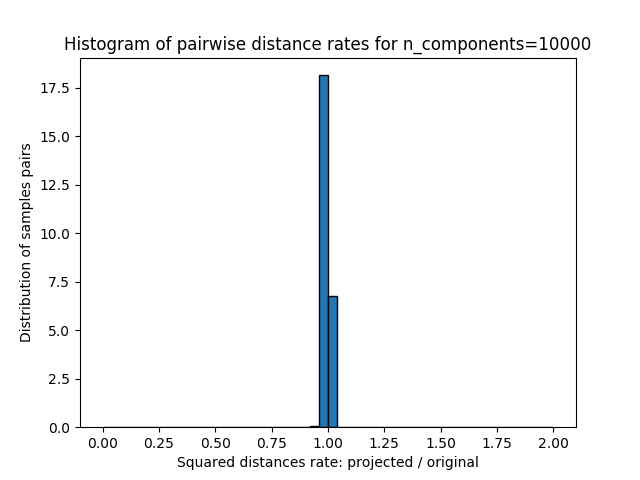 Histogram of pairwise distance rates for n_components=10000
17.5
15.0
12.5
10.0
7.5
5.0
2.5
0.0
Distribution of samples pairs
0.00 0.25 0.50 0.75 1.00 1.25 1.50 1.75 2.00
Squared distances rate: projected / original